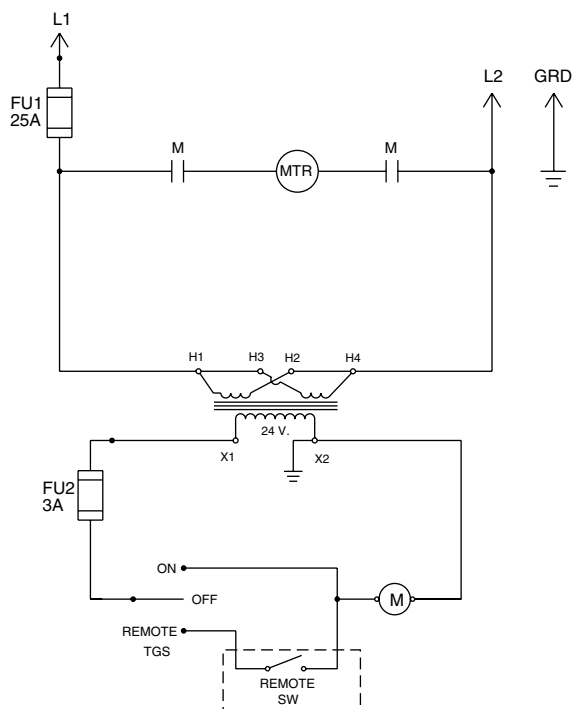 L1
L2 GRD
FU1
25A
M M
MTR
H1 H3 H2 H4
24 V.
X1 X2
FU2
3A
ON
OFF
M
REMOTE
TGS
REMOTE
SW